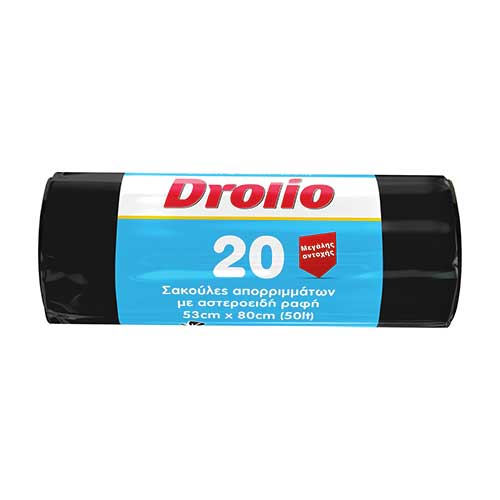 Drolio
20
Μεγάλης
αντοχής
Σακούλες απορριμμάτων
με αστεροειδή ραφή
53cm x 80cm (50lt)